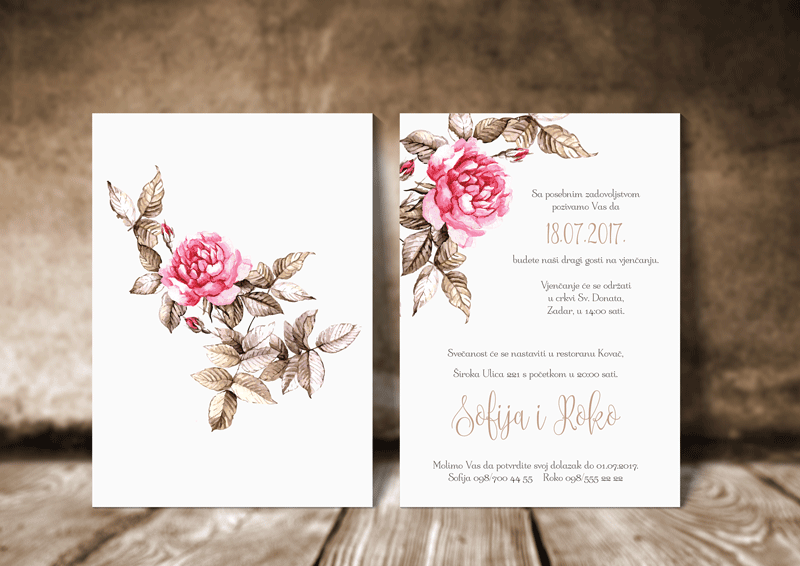 Sa posebnim zadovoljstvom
pozivamo Vas da
18.07.2017.
budete naši dragi gosti na vjenčanju.
Vjenčanje će se održati
u crkvi Sv. Donata,
Zadar, u 14:00 sati.
Svečanost će se nastaviti u restoranu Kovač,
Široka Ulica 221 s početkom u 20:00 sati.
Sofija i Roko
Molimo Vas da potvrdite svoj dolazak do 01.07.2017.
Sofija 098/700 44 55 Roko 098/555 22 22